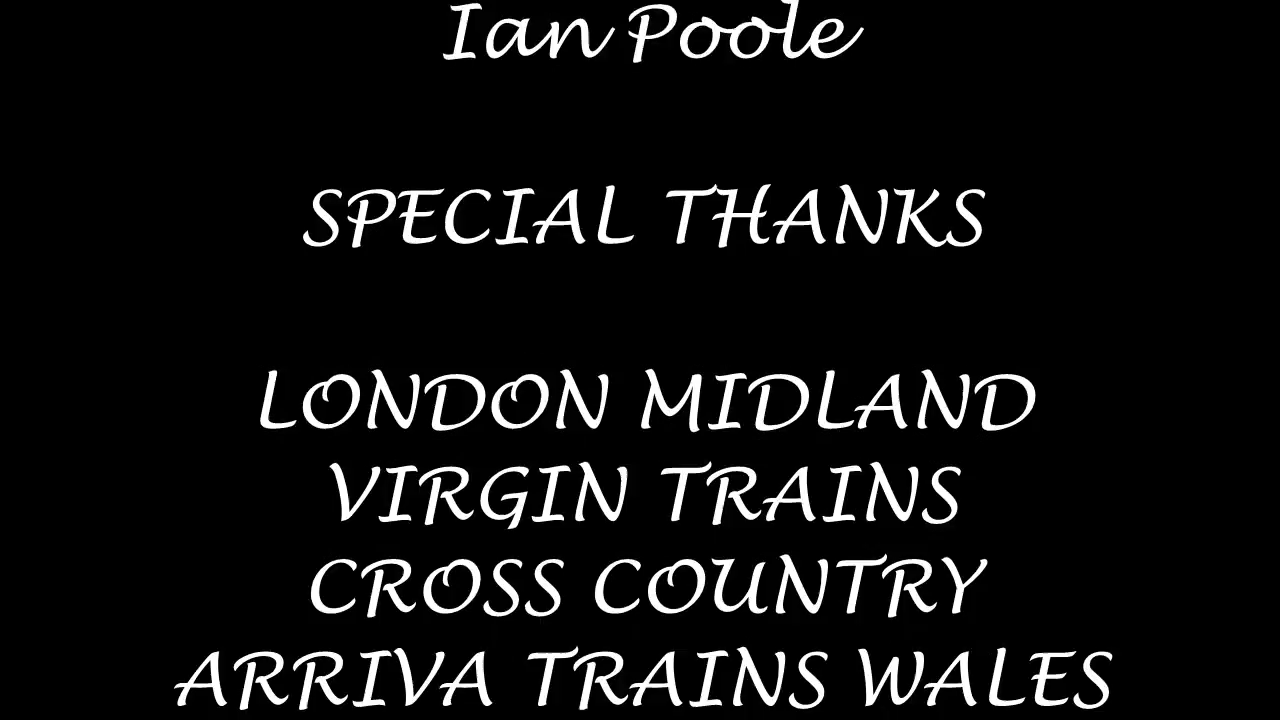 Ian Poole
SPECIAL THANKS
LONDON MIDLAND
VIRGIN TRAINS
CROSS COUNTRY
ARRIVA TRAINS WALES